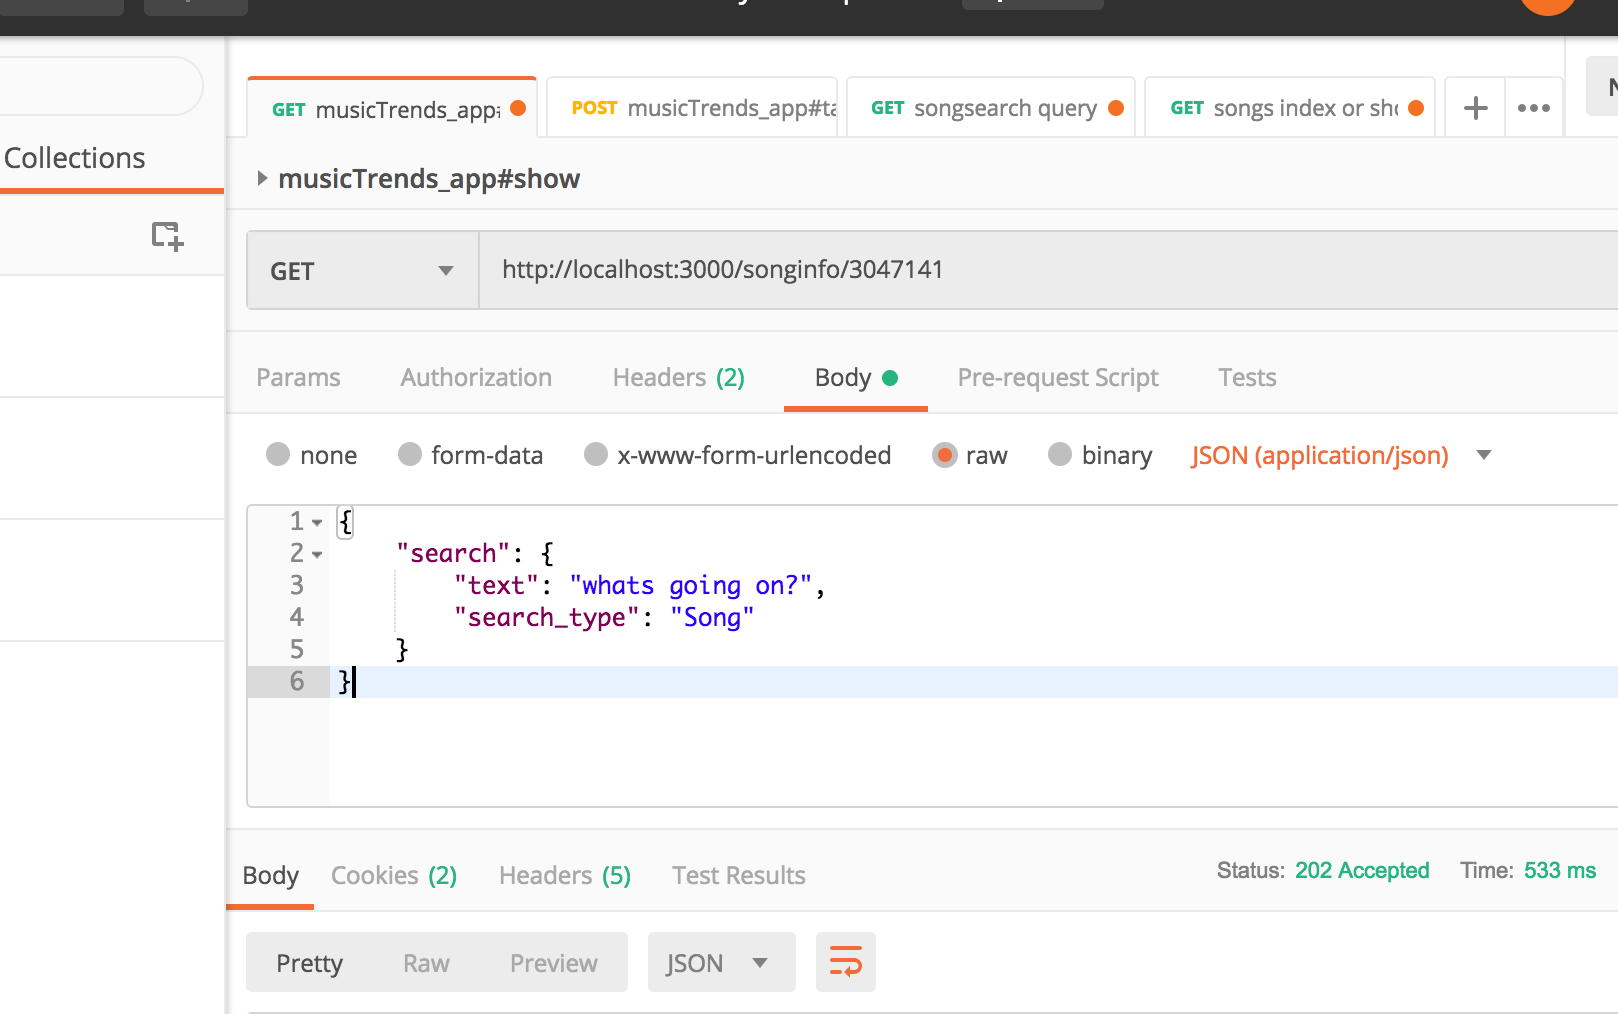 GET musicTrends_app POST musicTrends_app#ta GET songsearch query GET songs index or sho
Collections
musicTrends_app#show
GET http://localhost:3000/songinfo/3047141
Params Authorization Headers (2) Body Pre-request Script Tests
none form-data x-www-form-urlencoded raw binary JSON (application/json)
1 {
2 "search": {
3 "text": "whats going on?",
4 "search_type": "Song"
5 }
6 }
Body Cookies (2) Headers (5) Test Results Status: 202 Accepted Time: 533 ms
Pretty Raw Preview JSON